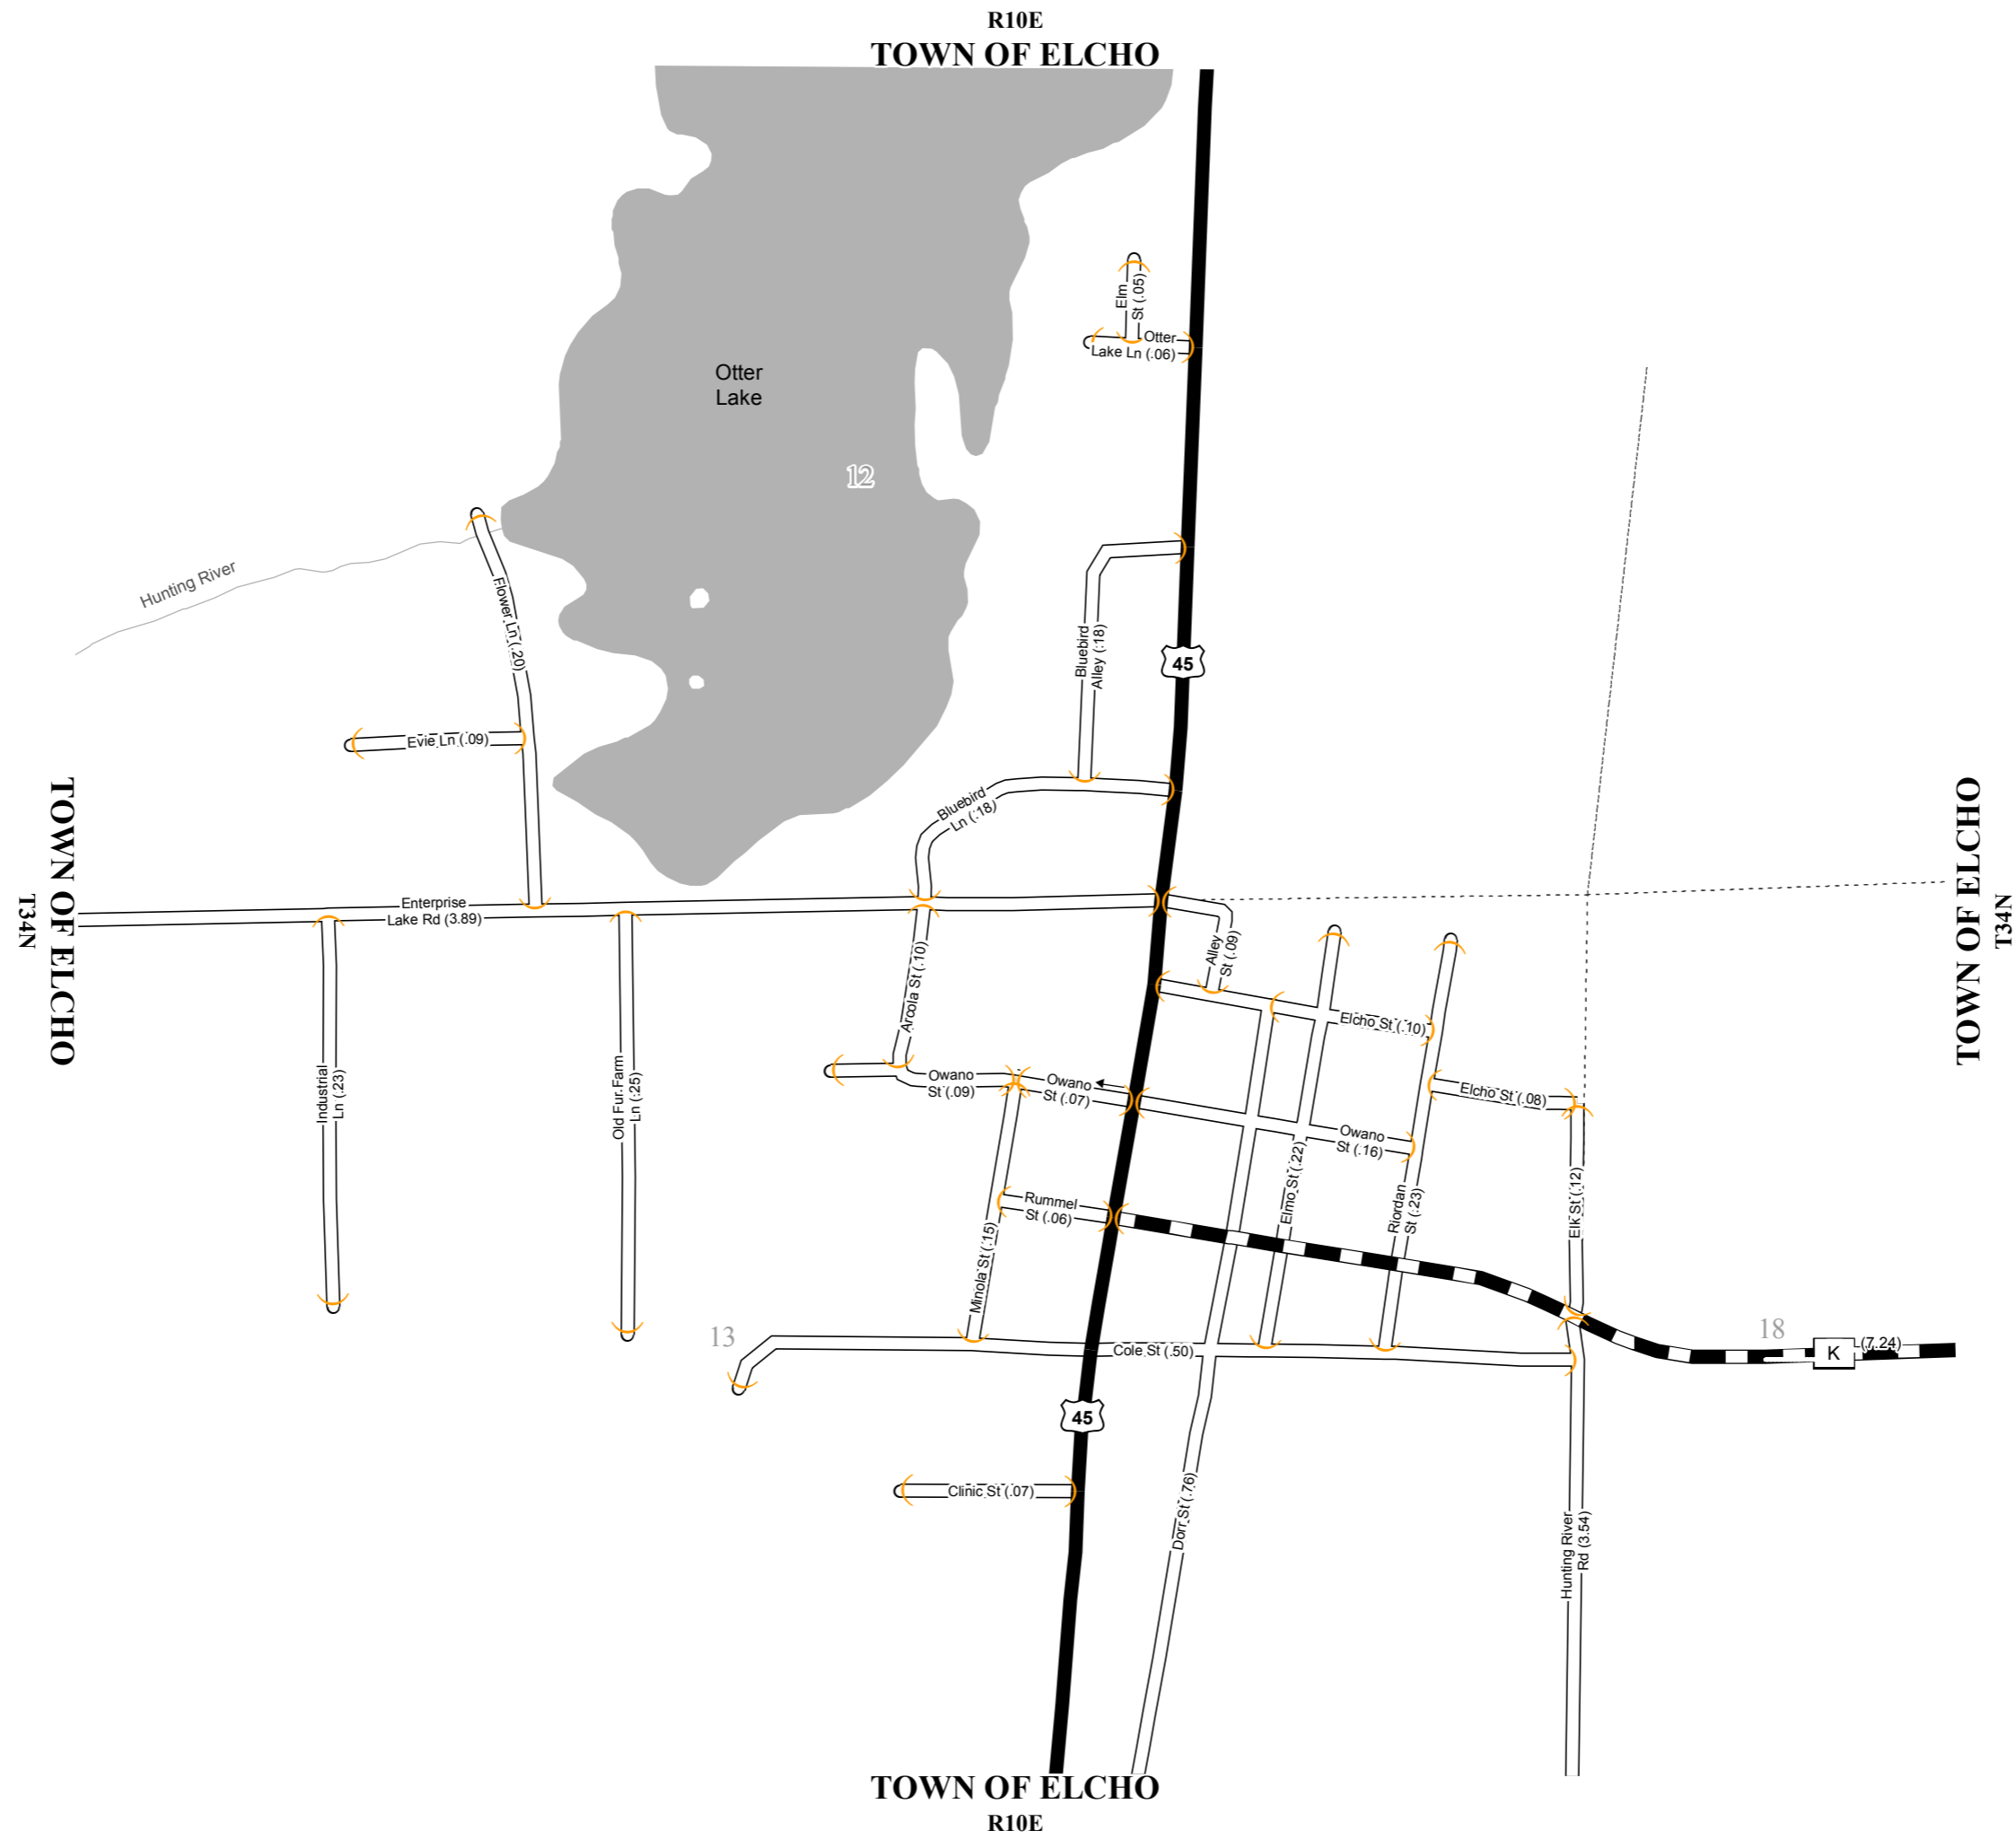 R10E
TOWN OF ELCHO
Elm
St (.05)
Otter
Lake Ln (.06)
Otter
Lake
12
Hunting River
Flower Ln (.20)
Bluebird
Alley (.18)
45
Evie Ln (.09)
Bluebird
Ln (.18)
TOWN OF ELCHO
T34N
TOWN OF ELCHO
T34N
Enterprise
Lake Rd (3.89)
Alley
St (.09)
Arcola St (.10)
Elcho St (.10)
Industrial
Ln (.23)
Old Fur Farm
Ln (.25)
Owano
St (.09)
Owano
St (.07)
Elcho St (.08)
Owano
St (.16)
Elmo St (.22)
Riordan
St (.23)
Elk St (.12)
Rummel
St (.06)
Minola St (.15)
13
18
Cole St (.50)
K
(7.24)
45
Clinic St (.07)
Dorr St (.76)
Hunting River
Rd (3.54)
TOWN OF ELCHO
R10E